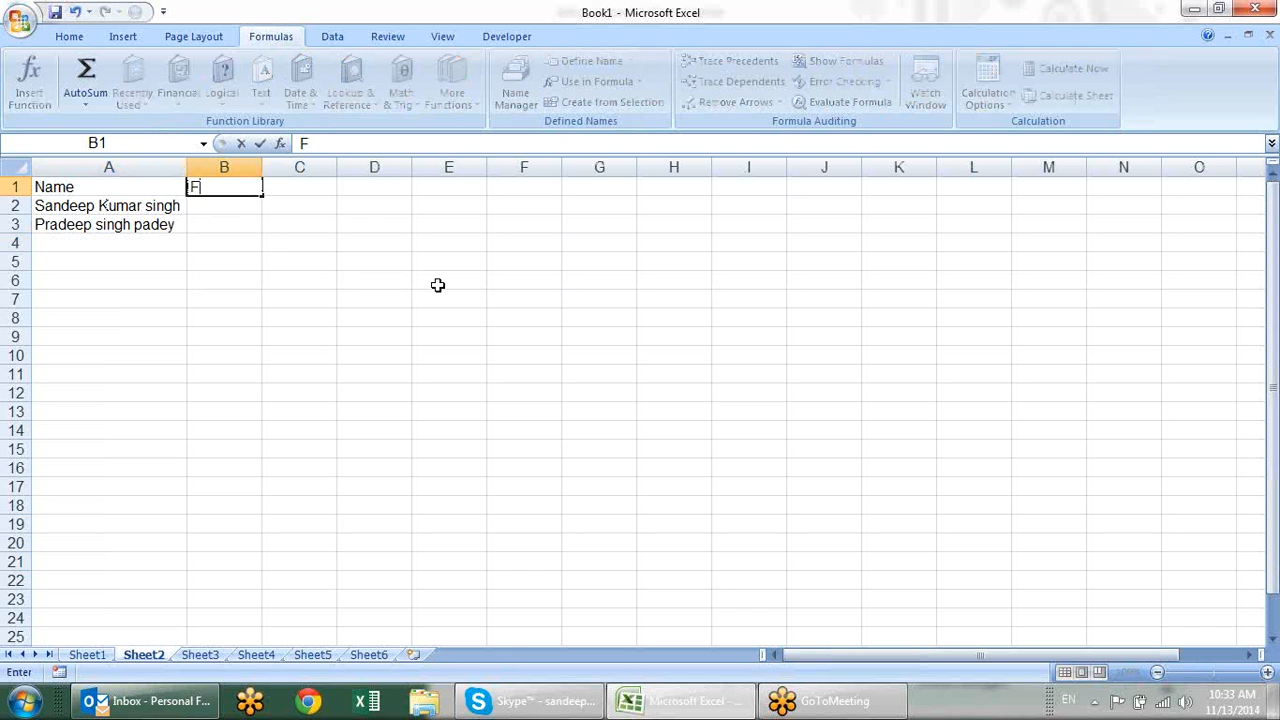 Book1 - Microsoft Excel
Home Insert Page Layout Formulas Data Review View Developer
Insert Function
AutoSum
Recently Used
Financial
Logical
Text
Date & Time
Lookup & Reference
Math & Trig
More Functions
Function Library
Name Manager
Define Name
Use in Formula
Create from Selection
Defined Names
Trace Precedents
Trace Dependents
Remove Arrows
Show Formulas
Error Checking
Evaluate Formula
Formula Auditing
Watch Window
Calculation Options
Calculate Now
Calculate Sheet
Calculation
B1 fx F
A B C D E F G H I J K L M N O
1 Name F
2 Sandeep Kumar singh
3 Pradeep singh padey
4
5
6
7
8
9
10
11
12
13
14
15
16
17
18
19
20
21
22
23
24
25
Sheet1 Sheet2 Sheet3 Sheet4 Sheet5 Sheet6
Enter
Inbox - Personal F... Skype™ - sandeep... Microsoft Excel - ... GoToMeeting EN 10:33 AM
11/13/2014